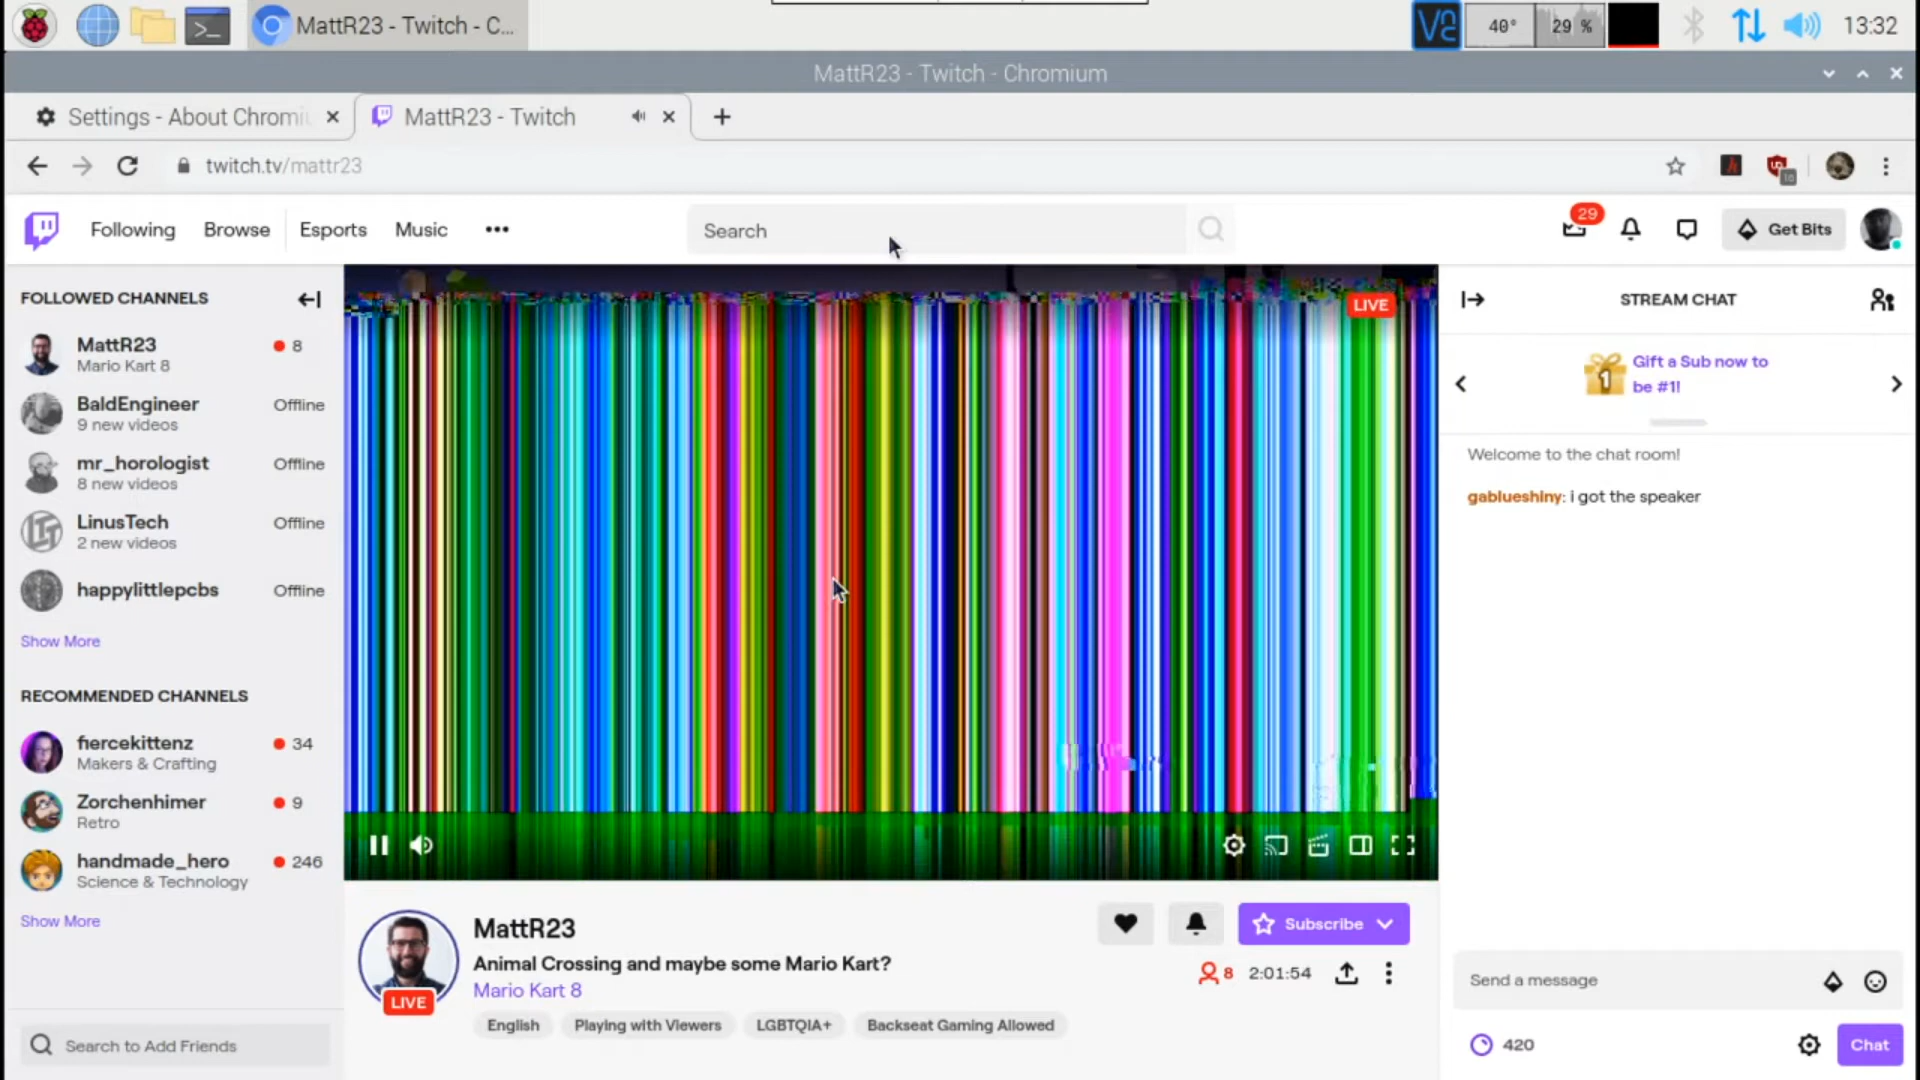 MattR23 - Twitch - C...
40°
29 %
13:32
MattR23 - Twitch - Chromium
Settings - About Chromi
MattR23 - Twitch
twitch.tv/mattr23
Following
Browse
Esports
Music
Search
29
Get Bits
FOLLOWED CHANNELS
MattR23
8
Mario Kart 8
BaldEngineer
Offline
9 new videos
mr_horologist
Offline
8 new videos
LinusTech
Offline
2 new videos
happylittlepcbs
Offline
Show More
RECOMMENDED CHANNELS
fiercekittenz
34
Makers & Crafting
Zorchenhimer
9
Retro
handmade_hero
246
Science & Technology
Show More
Search to Add Friends
LIVE
MattR23
Subscribe
Animal Crossing and maybe some Mario Kart?
8 2:01:54
Mario Kart 8
LIVE
English
Playing with Viewers
LGBTQIA+
Backseat Gaming Allowed
STREAM CHAT
1
Gift a Sub now to
be #1!
Welcome to the chat room!
gablueshiny: i got the speaker
Send a message
420
Chat